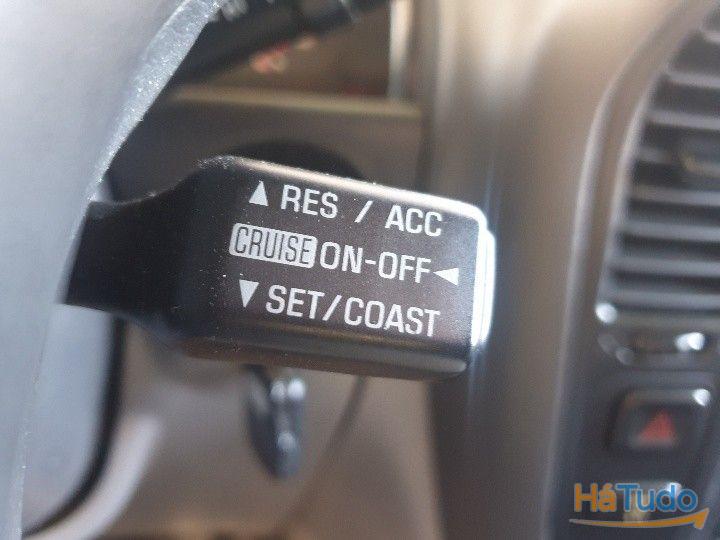 ▲ RES / ACC
CRUISE ON-OFF◄
▼ SET/COAST
HáTudo